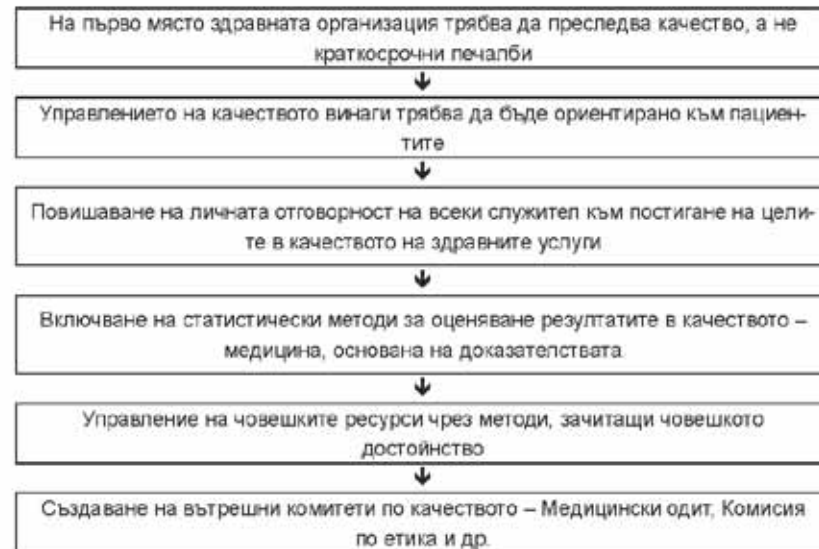 На първо място здравната организация трябва да преследва качество, а не
краткосрочни печалби
Управлението на качеството винаги трябва да бъде ориентирано към пациен-
тите
Повишаване на личната отговорност на всеки служител към постигане на цели-
те в качеството на здравните услуги
Включване на статистически методи за оценяване резултатите в качеството –
медицина, основана на доказателствата
Управление на човешките ресурси чрез методи, зачитащи човешкото
достойнство
Създаване на вътрешни комитети по качеството – Медицински одит, Комисия
по етика и др.